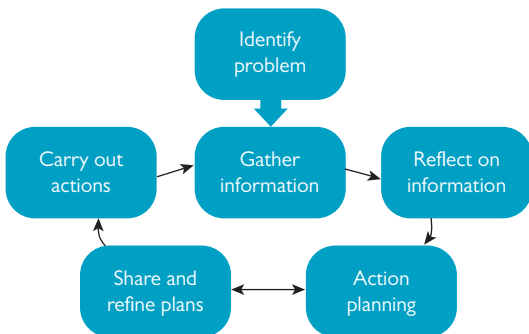 Identify
problem
Carry out
actions
Gather
information
Reflect on
information
Share and
refine plans
Action
planning